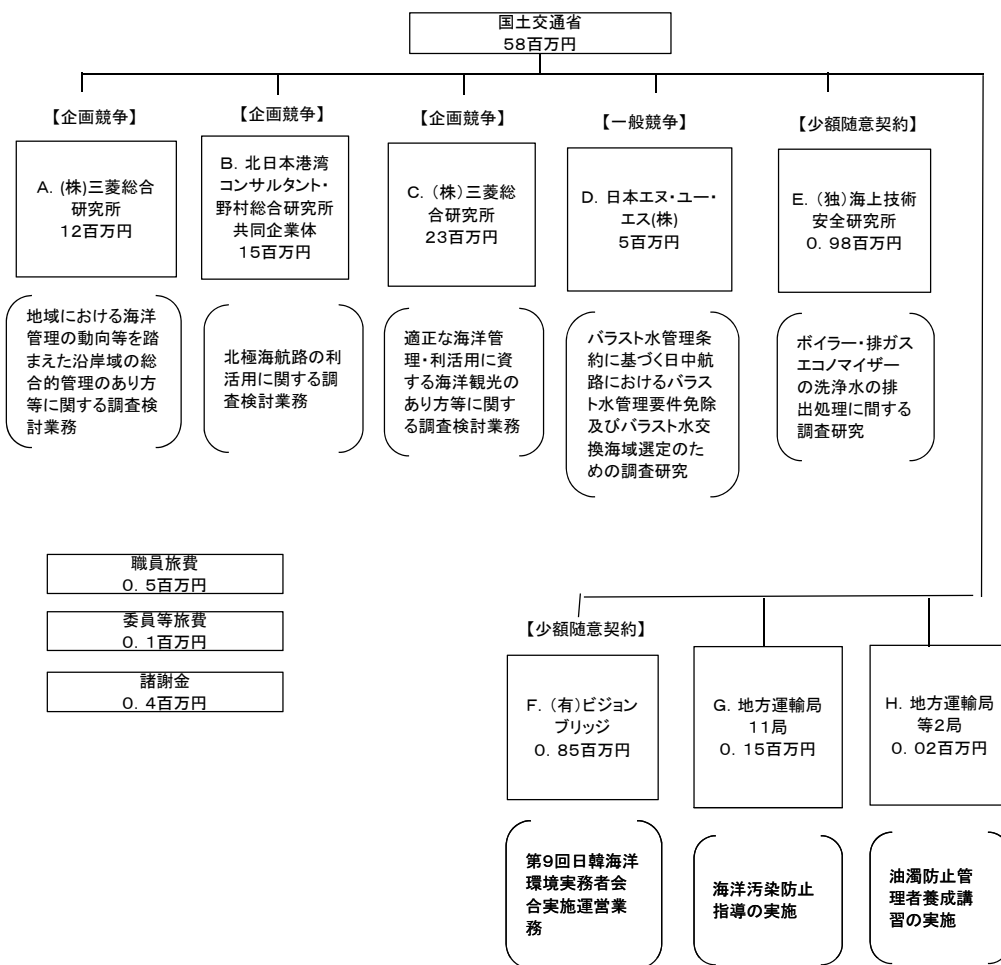 国土交通省
58百万円
【企画競争】
A. (株)三菱総合
研究所
12百万円
地域における海洋
管理の動向等を踏
まえた沿岸域の総
合的管理のあり方
等に関する調査検
討業務
【企画競争】
B. 北日本港湾
コンサルタント・
野村総合研究所
共同企業体
15百万円
北極海航路の利
活用に関する調
査検討業務
【企画競争】
C. (株)三菱総
合研究所
23百万円
適正な海洋管
理・利活用に資
する海洋観光の
あり方等に関す
る調査検討業務
【一般競争】
D. 日本エヌ・ユー・
エス(株)
5百万円
バラスト水管理条
約に基づく日中航
路におけるバラス
ト水管理要件免除
及びバラスト水交
換海域選定のた
めの調査研究
【少額随意契約】
E. (独)海上技術
安全研究所
0. 98百万円
ボイラー・排ガス
エコノマイザー
の洗浄水の排
出処理に間する
調査研究
職員旅費
0. 5百万円
委員等旅費
0. 1百万円
諸謝金
0. 4百万円
【少額随意契約】
F. (有)ビジョン
ブリッジ
0. 85百万円
第9回日韓海洋
環境実務者会
合実施運営業
務
G. 地方運輸局
11局
0. 15百万円
海洋汚染防止
指導の実施
H. 地方運輸局
等2局
0. 02百万円
油濁防止管
理者養成講
習の実施